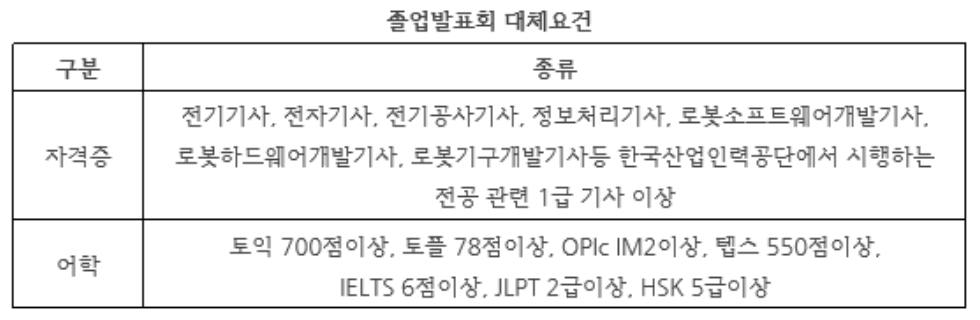 졸업발표회 대체요건
구분 종류
자격증 전기기사, 전자기사, 전기공사기사, 정보처리기사, 로봇소프트웨어개발기사,
로봇하드웨어개발기사, 로봇기구개발기사등 한국산업인력공단에서 시행하는
전공 관련 1급 기사 이상
어학 토익 700점이상, 토플 78점이상, OPIc IM2이상, 텝스 550점이상,
IELTS 6점이상, JLPT 2급이상, HSK 5급이상